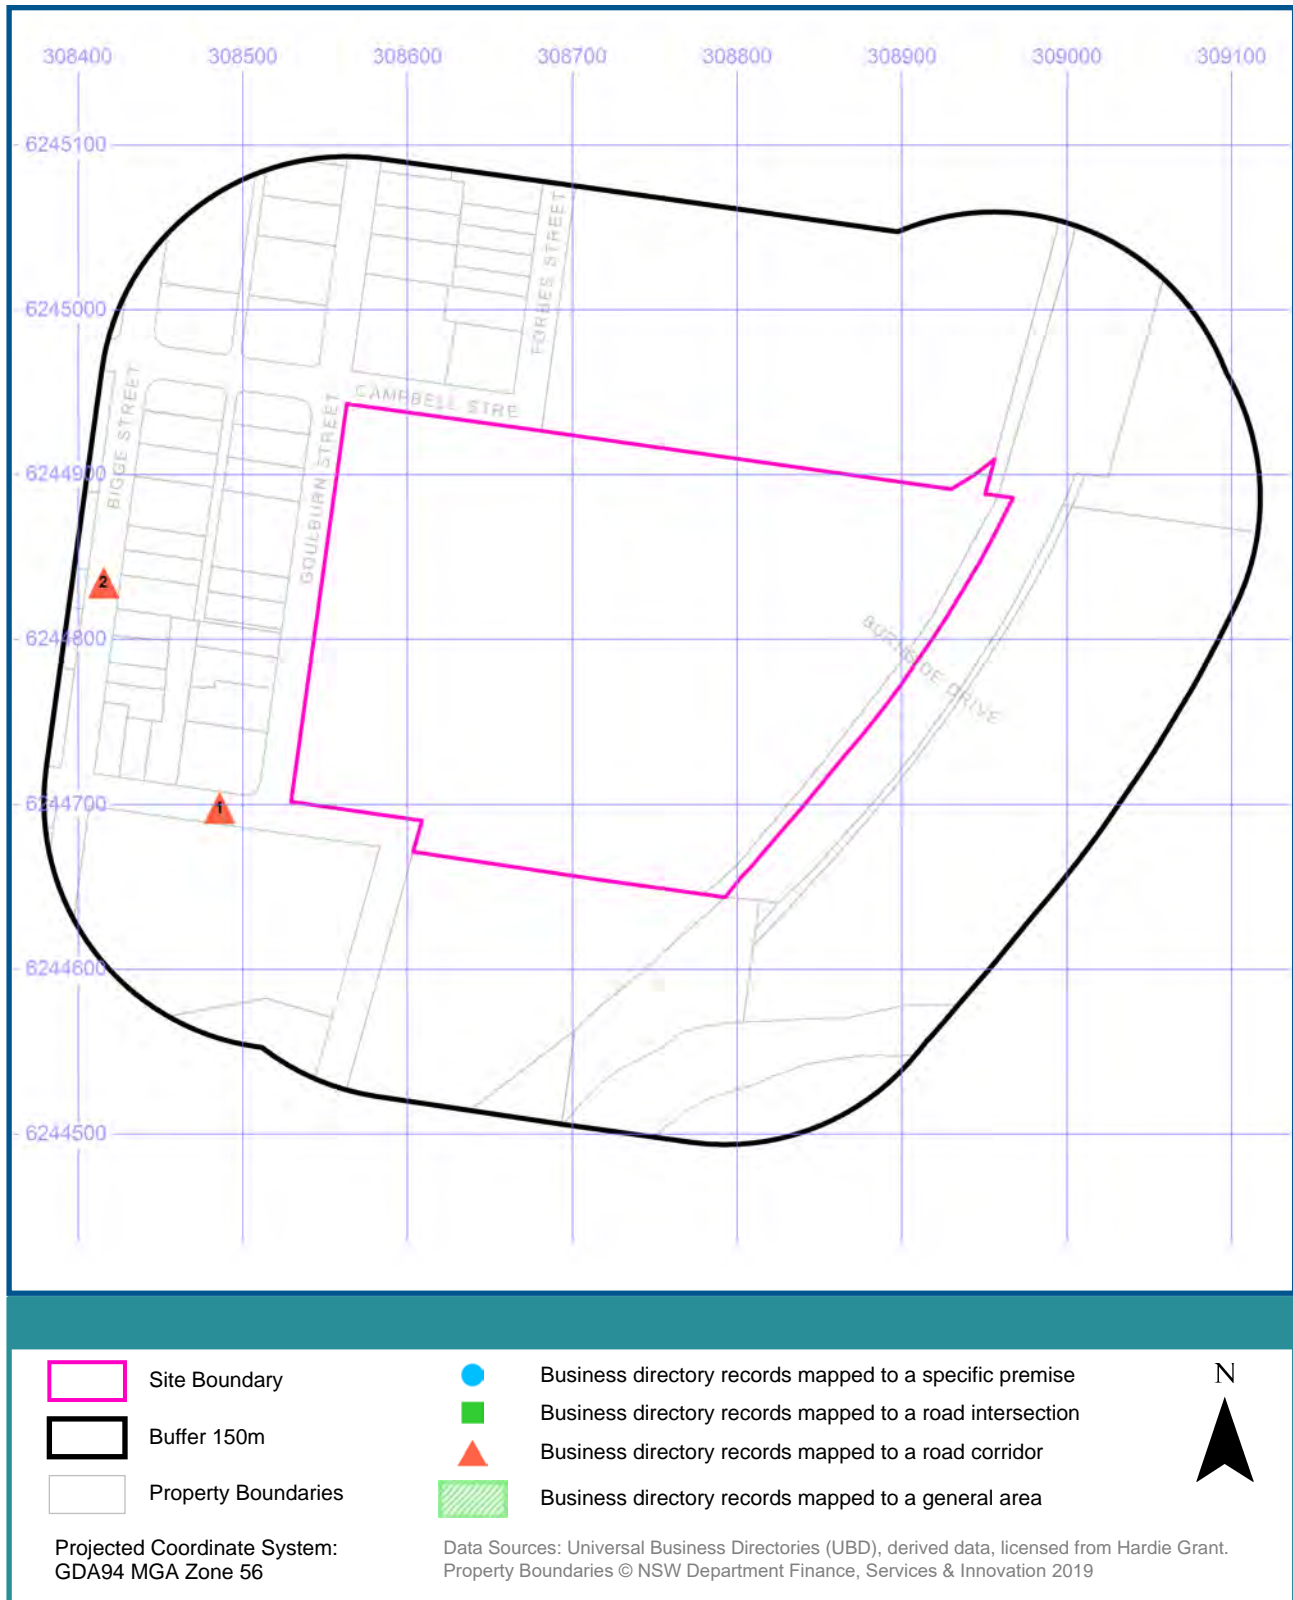 308400 308500 308600 308700 308800 308900 309000 309100
6245100
FORBES STREET
6245000
BIGGE STREET
CAMPBELL STRE
GOULBURN STREET
6244900
2
BURNSIDE DRIVE
6244800
6244700
1
6244600
6244500
Site Boundary
Buffer 150m
Property Boundaries
Projected Coordinate System:
GDA94 MGA Zone 56
Business directory records mapped to a specific premise
Business directory records mapped to a road intersection
Business directory records mapped to a road corridor
Business directory records mapped to a general area
N
Data Sources: Universal Business Directories (UBD), derived data, licensed from Hardie Grant.
Property Boundaries © NSW Department Finance, Services & Innovation 2019